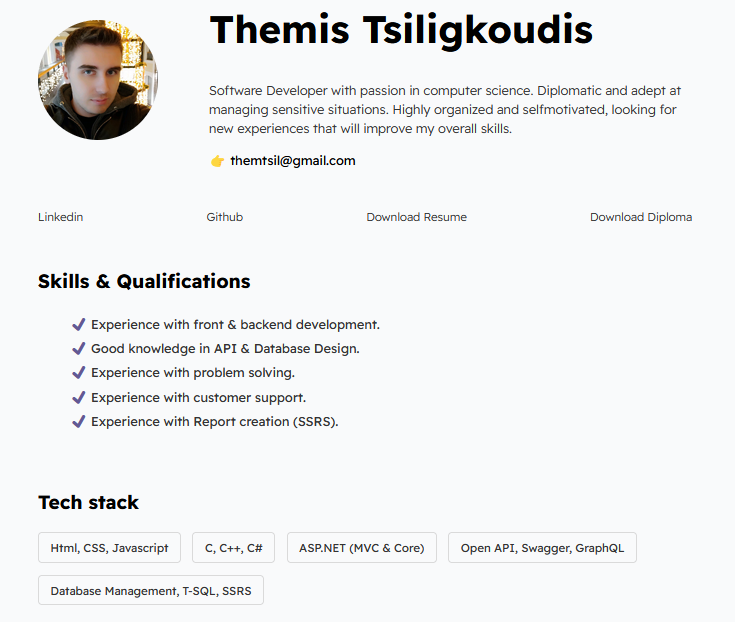 Themis Tsiligkoudis
Software Developer with passion in computer science. Diplomatic and adept at
managing sensitive situations. Highly organized and selfmotivated, looking for
new experiences that will improve my overall skills.
👉 themtsil@gmail.com
Linkedin Github Download Resume Download Diploma
Skills & Qualifications
✔ Experience with front & backend development.
✔ Good knowledge in API & Database Design.
✔ Experience with problem solving.
✔ Experience with customer support.
✔ Experience with Report creation (SSRS).
Tech stack
Html, CSS, Javascript C, C++, C# ASP.NET (MVC & Core) Open API, Swagger, GraphQL
Database Management, T-SQL, SSRS